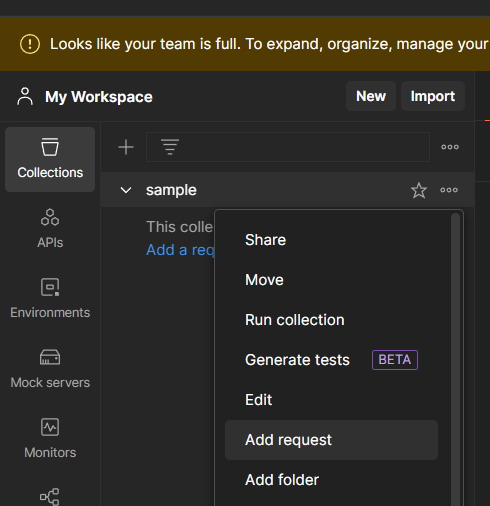 Looks like your team is full. To expand, organize, manage your
My Workspace
New
Import
Collections
sample
This colle
Add a req
APIs
Environments
Mock servers
Monitors
Share
Move
Run collection
Generate tests BETA
Edit
Add request
Add folder